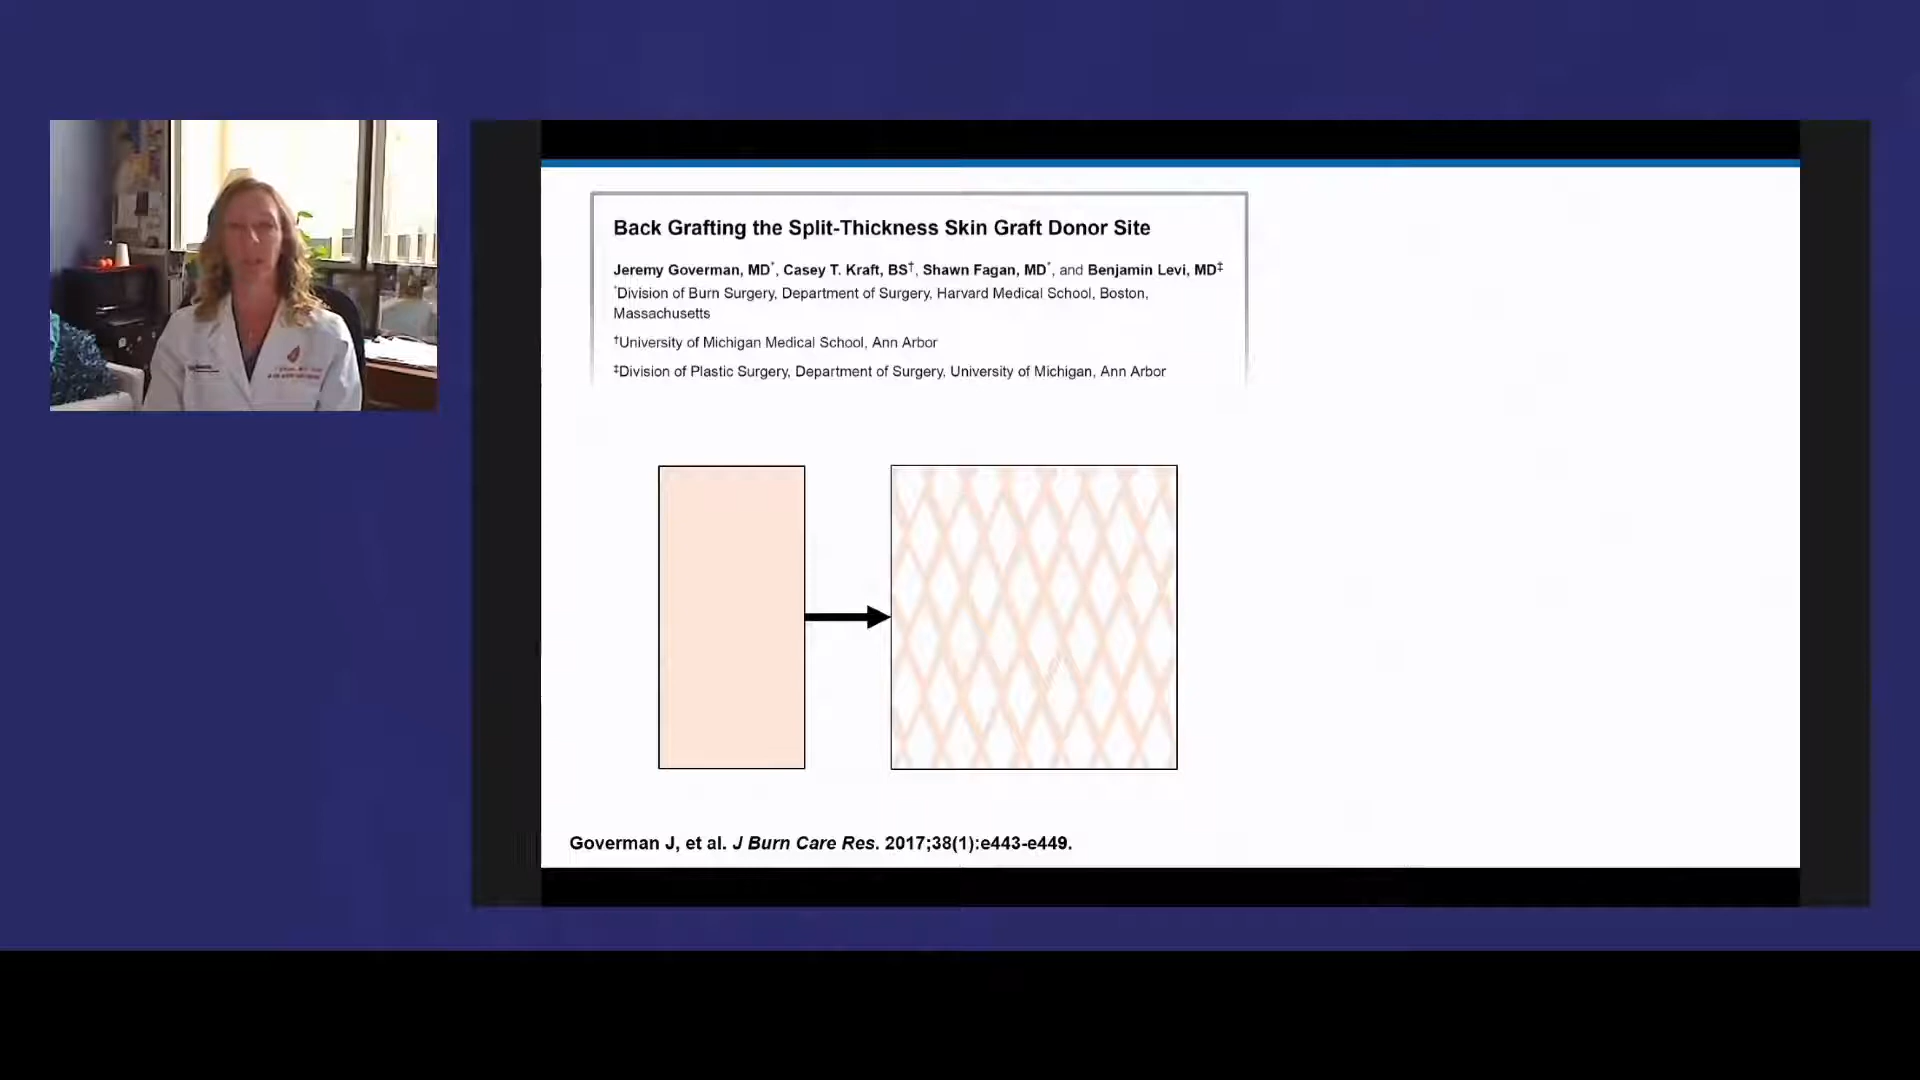 Back Grafting the Split-Thickness Skin Graft Donor Site
Jeremy Goverman, MD*, Casey T. Kraft, BS†, Shawn Fagan, MD*, and Benjamin Levi, MD‡
*Division of Burn Surgery, Department of Surgery, Harvard Medical School, Boston,
Massachusetts
†University of Michigan Medical School, Ann Arbor
‡Division of Plastic Surgery, Department of Surgery, University of Michigan, Ann Arbor
Goverman J, et al. J Burn Care Res. 2017;38(1):e443-e449.